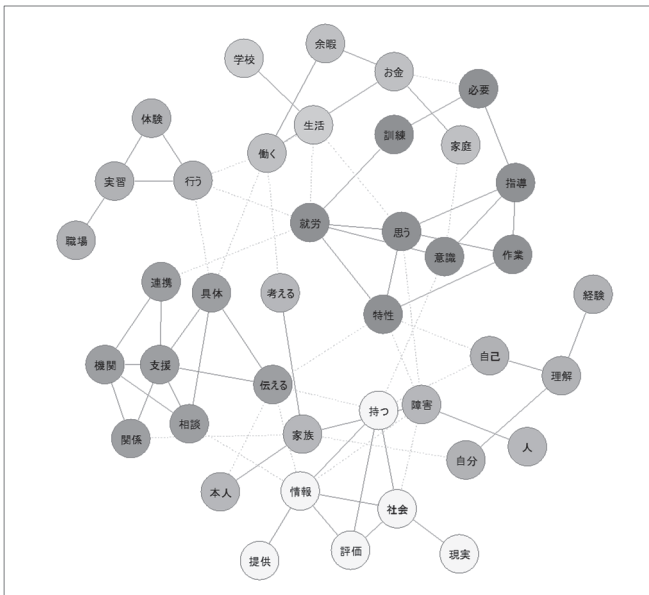 余暇
学校
お金
必要
体験
生活
訓練
家庭
働く
実習
行う
指導
就労
思う
職場
意識
作業
連携
具体
考える
経験
特性
自己
機関
支援
理解
伝える
持つ
障害
相談
家族
関係
人
自分
本人
情報
社会
評価
現実
提供